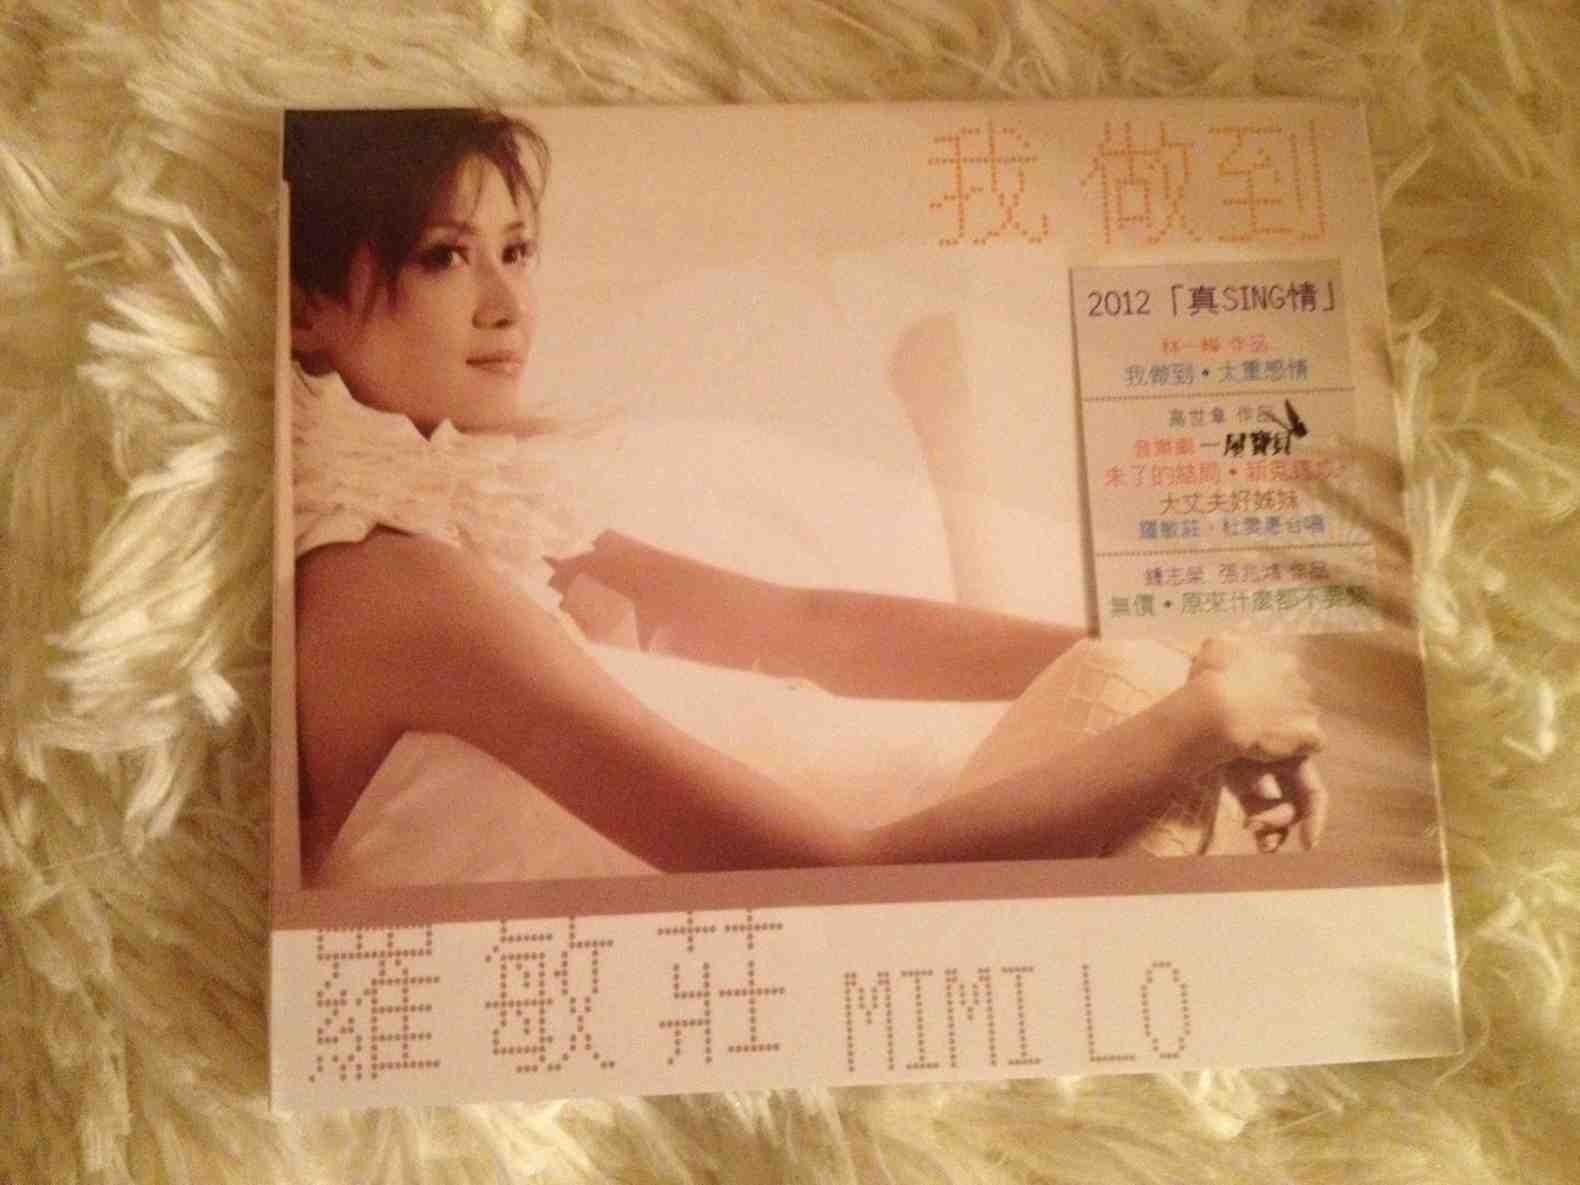 我 做到
2012「真SING情」
林一峰 作品
我做到・太重感情
高世章 作品
音樂劇一屋寶貝
未了的結局・
大丈夫好姊妹
羅敏莊・杜雯惠合唱
鍾志榮 張兆鴻 作品
無價・原來什麼都不要緊
羅敏莊 MIMI LO